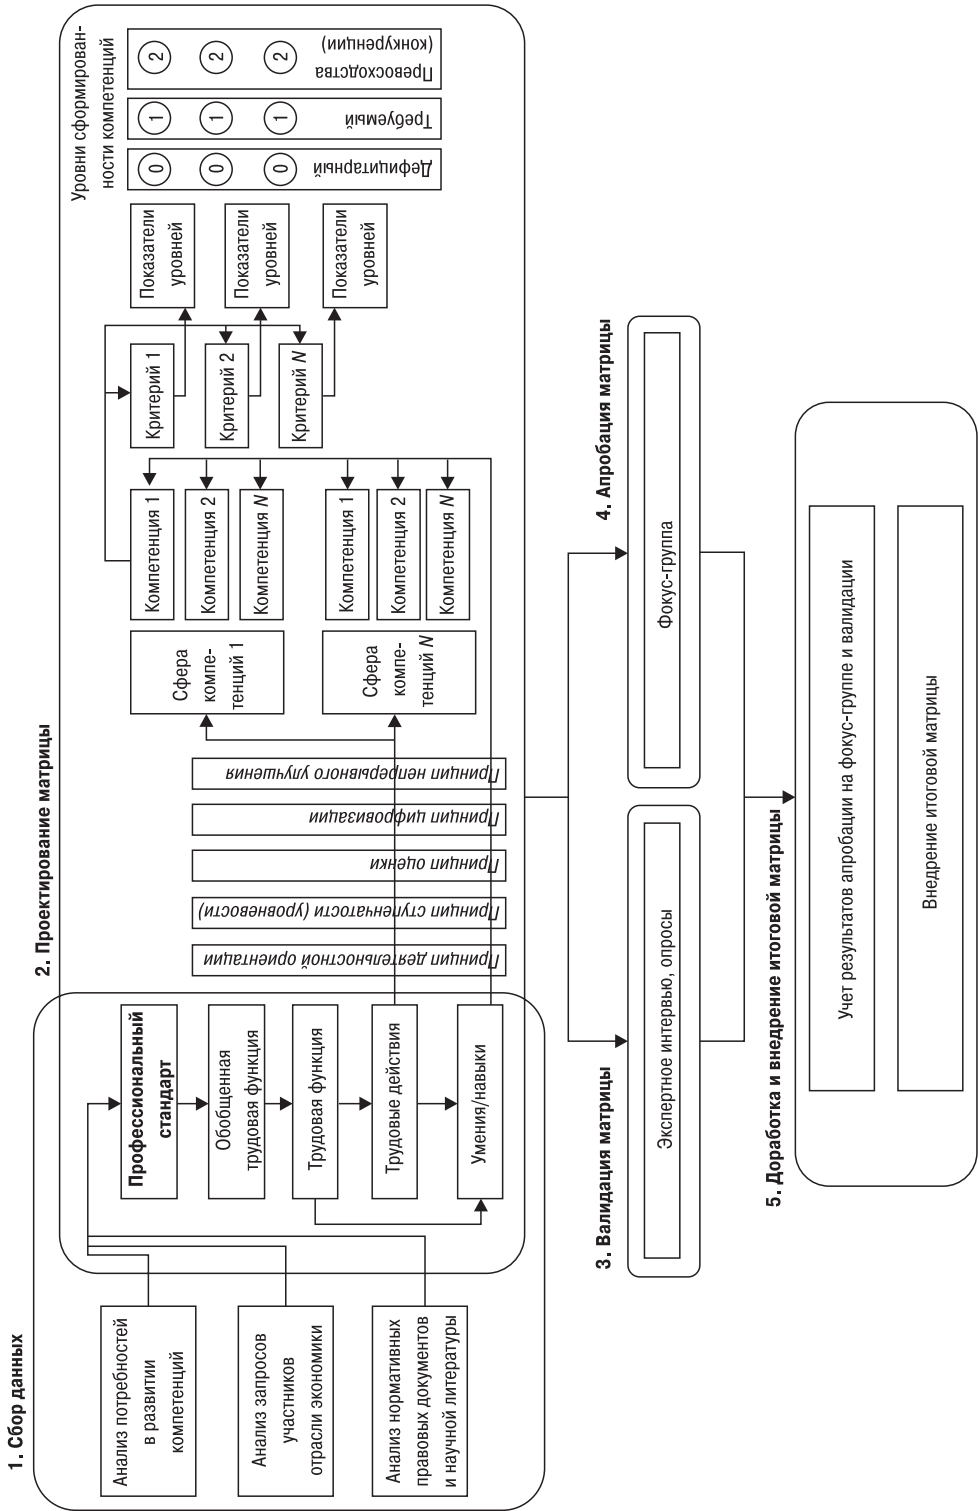 1. Сбор данных
Анализ потребностей
в развитии
компетенций
Анализ запросов
участников
отрасли экономики
Анализ нормативных
правовых документов
и научной литературы
2. Проектирование матрицы
Профессиональный
стандарт
Обобщенная
трудовая функция
Трудовая функция
Трудовые действия
Умения/навыки
Принцип деятельностной ориентации
Принцип ступенчатости (уровневости)
Принцип оценки
Принцип цифровизации
Принцип непрерывного улучшения
Сфера
компе-
тенций 1
Сфера
компе-
тенций N
Компетенция 1
Компетенция 2
Компетенция N
Компетенция 1
Компетенция 2
Компетенция N
Критерий 1
Критерий 2
Критерий N
Показатели
уровней
Показатели
уровней
Показатели
уровней
Уровни сформирован-
ности компетенций
0
0
0
Дефицитарный
1
1
1
Требуемый
2
2
2
Превосходства
(конкуренции)
3. Валидация матрицы
Экспертное интервью, опросы
4. Апробация матрицы
Фокус-группа
5. Доработка и внедрение итоговой матрицы
Учет результатов апробации на фокус-группе и валидации
Внедрение итоговой матрицы